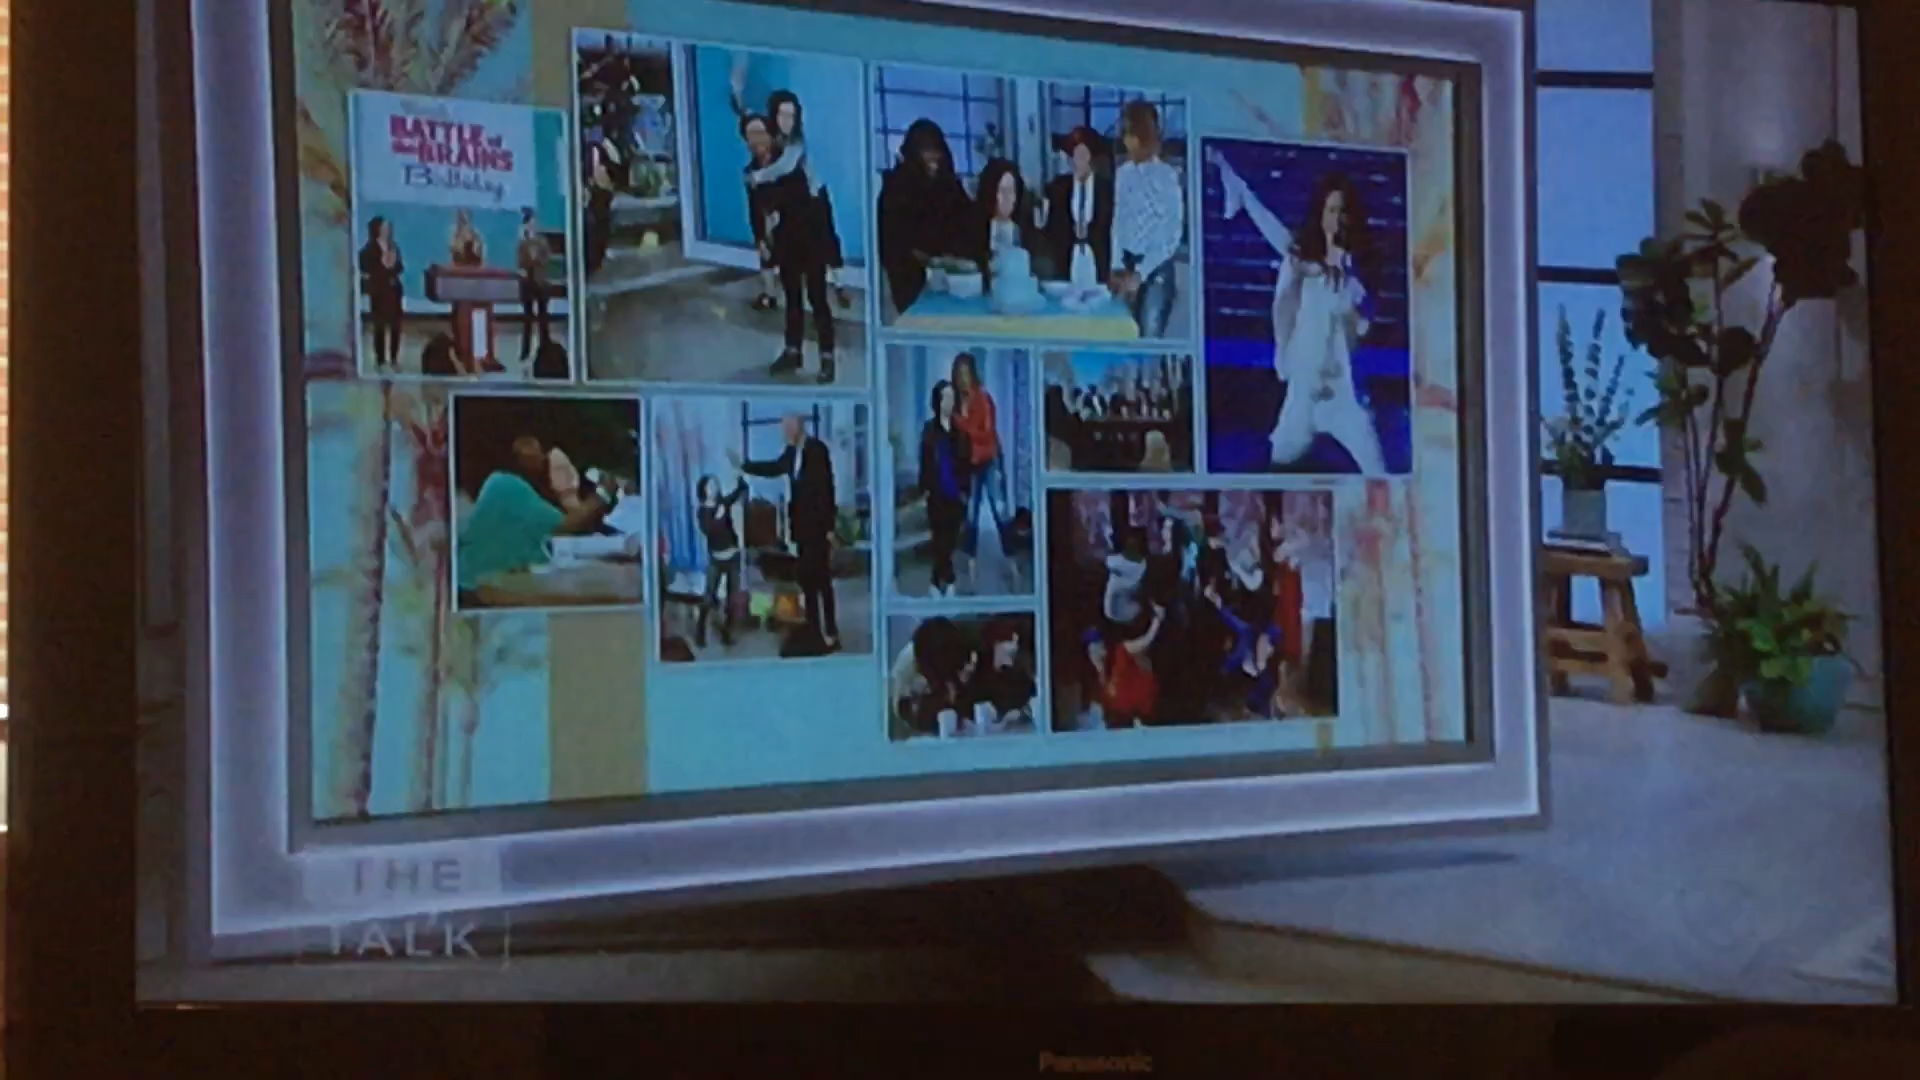 BATTLE of
the BRAINS
Birthday
THE
TALK
Panasonic